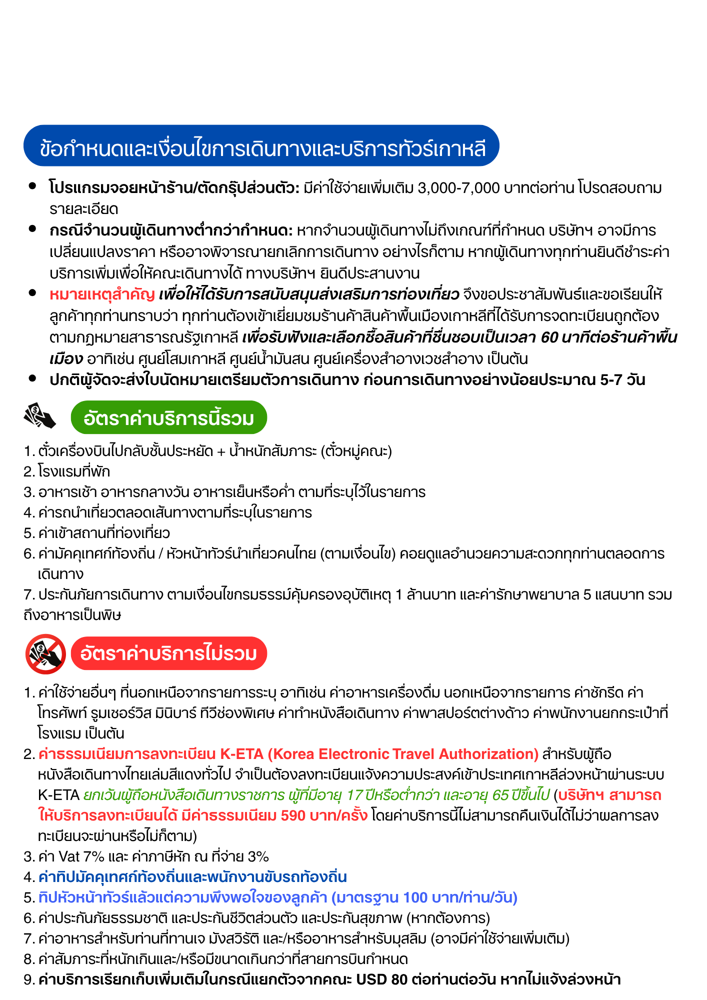 ข้อกำหนดและเงื่อนไขการเดินทางและบริการทัวร์เกาหลี
• โปรแกรมจอยหน้าร้าน/ตัดกรุ๊ปส่วนตัว: มีค่าใช้จ่ายเพิ่มเติม 3,000-7,000 บาทต่อท่าน โปรดสอบถาม
รายละเอียด
• กรณีจำนวนผู้เดินทางต่ำกว่ากำหนด: หากจำนวนผู้เดินทางไม่ถึงเกณฑ์ที่กำหนด บริษัทฯ อาจมีการ
เปลี่ยนแปลงราคา หรืออาจพิจารณายกเลิกการเดินทาง อย่างไรก็ตาม หากผู้เดินทางทุกท่านยินดีชำระค่า
บริการเพิ่มเพื่อให้คณะเดินทางได้ ทางบริษัทฯ ยินดีประสานงาน
• หมายเหตุสำคัญ เพื่อให้ได้รับการสนับสนุนส่งเสริมการท่องเที่ยว จึงขอประชาสัมพันธ์และขอเรียนให้
ลูกค้าทุกท่านทราบว่า ทุกท่านต้องเข้าเยี่ยมชมร้านค้าสินค้าพื้นเมืองเกาหลีที่ได้รับการจดทะเบียนถูกต้อง
ตามกฎหมายสาธารณรัฐเกาหลี เพื่อรับฟังและเลือกซื้อสินค้าที่ชื่นชอบเป็นเวลา 60 นาทีต่อร้านค้าพื้น
เมือง อาทิเช่น ศูนย์โสมเกาหลี ศูนย์น้ำมันสน ศูนย์เครื่องสำอางเวชสำอาง เป็นต้น
• ปกติผู้จัดจะส่งใบนัดหมายเตรียมตัวการเดินทาง ก่อนการเดินทางอย่างน้อยประมาณ 5-7 วัน
อัตราค่าบริการนี้รวม
1. ตั๋วเครื่องบินไปกลับชั้นประหยัด + น้ำหนักสัมภาระ (ตั๋วหมู่คณะ)
2. โรงแรมที่พัก
3. อาหารเช้า อาหารกลางวัน อาหารเย็นหรือค่ำ ตามที่ระบุไว้ในรายการ
4. ค่ารถนำเที่ยวตลอดเส้นทางตามที่ระบุในรายการ
5. ค่าเข้าสถานที่ท่องเที่ยว
6. ค่ามัคคุเทศก์ท้องถิ่น / หัวหน้าทัวร์นำเที่ยวคนไทย (ตามเงื่อนไข) คอยดูแลอำนวยความสะดวกทุกท่านตลอดการ
เดินทาง
7. ประกันภัยการเดินทาง ตามเงื่อนไขกรมธรรม์คุ้มครองอุบัติเหตุ 1 ล้านบาท และค่ารักษาพยาบาล 5 แสนบาท รวม
ถึงอาหารเป็นพิษ
อัตราค่าบริการไม่รวม
1. ค่าใช้จ่ายอื่นๆ ที่นอกเหนือจากรายการระบุ อาทิเช่น ค่าอาหารเครื่องดื่ม นอกเหนือจากรายการ ค่าซักรีด ค่า
โทรศัพท์ รูมเซอร์วิส มินิบาร์ ทีวีช่องพิเศษ ค่าทำหนังสือเดินทาง ค่าพาสปอร์ตต่างด้าว ค่าพนักงานยกกระเป๋าที่
โรงแรม เป็นต้น
2. ค่าธรรมเนียมการลงทะเบียน K-ETA (Korea Electronic Travel Authorization) สำหรับผู้ถือ
หนังสือเดินทางไทยเล่มสีแดงทั่วไป จำเป็นต้องลงทะเบียนแจ้งความประสงค์เข้าประเทศเกาหลีล่วงหน้าผ่านระบบ
K-ETA ยกเว้นผู้ถือหนังสือเดินทางราชการ ผู้ที่มีอายุ 17 ปีหรือต่ำกว่า และอายุ 65 ปีขึ้นไป (บริษัทฯ สามารถ
ให้บริการลงทะเบียนได้ มีค่าธรรมเนียม 590 บาท/ครั้ง โดยค่าบริการนี้ไม่สามารถคืนเงินได้ไม่ว่าผลการลง
ทะเบียนจะผ่านหรือไม่ก็ตาม)
3. ค่า Vat 7% และ ค่าภาษีหัก ณ ที่จ่าย 3%
4. ค่าทิปมัคคุเทศก์ท้องถิ่นและพนักงานขับรถท้องถิ่น
5. ทิปหัวหน้าทัวร์แล้วแต่ความพึงพอใจของลูกค้า (มาตรฐาน 100 บาท/ท่าน/วัน)
6. ค่าประกันภัยธรรมชาติ และประกันชีวิตส่วนตัว และประกันสุขภาพ (หากต้องการ)
7. ค่าอาหารสำหรับท่านที่ทานเจ มังสวิรัติ และ/หรืออาหารสำหรับมุสลิม (อาจมีค่าใช้จ่ายเพิ่มเติม)
8. ค่าสัมภาระที่หนักเกินและ/หรือมีขนาดเกินกว่าที่สายการบินกำหนด
9. ค่าบริการเรียกเก็บเพิ่มเติมในกรณีแยกตัวจากคณะ USD 80 ต่อท่านต่อวัน หากไม่แจ้งล่วงหน้า